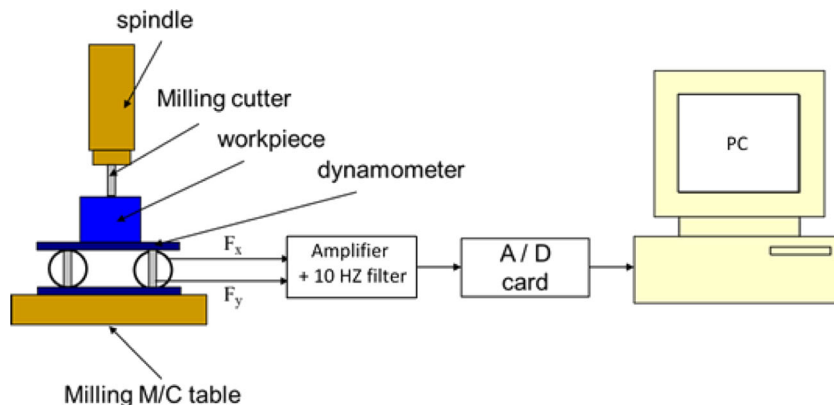 spindle
Milling cutter
workpiece
dynamometer
Fx
Fy
Amplifier
+ 10 HZ filter
A / D
card
PC
Milling M/C table